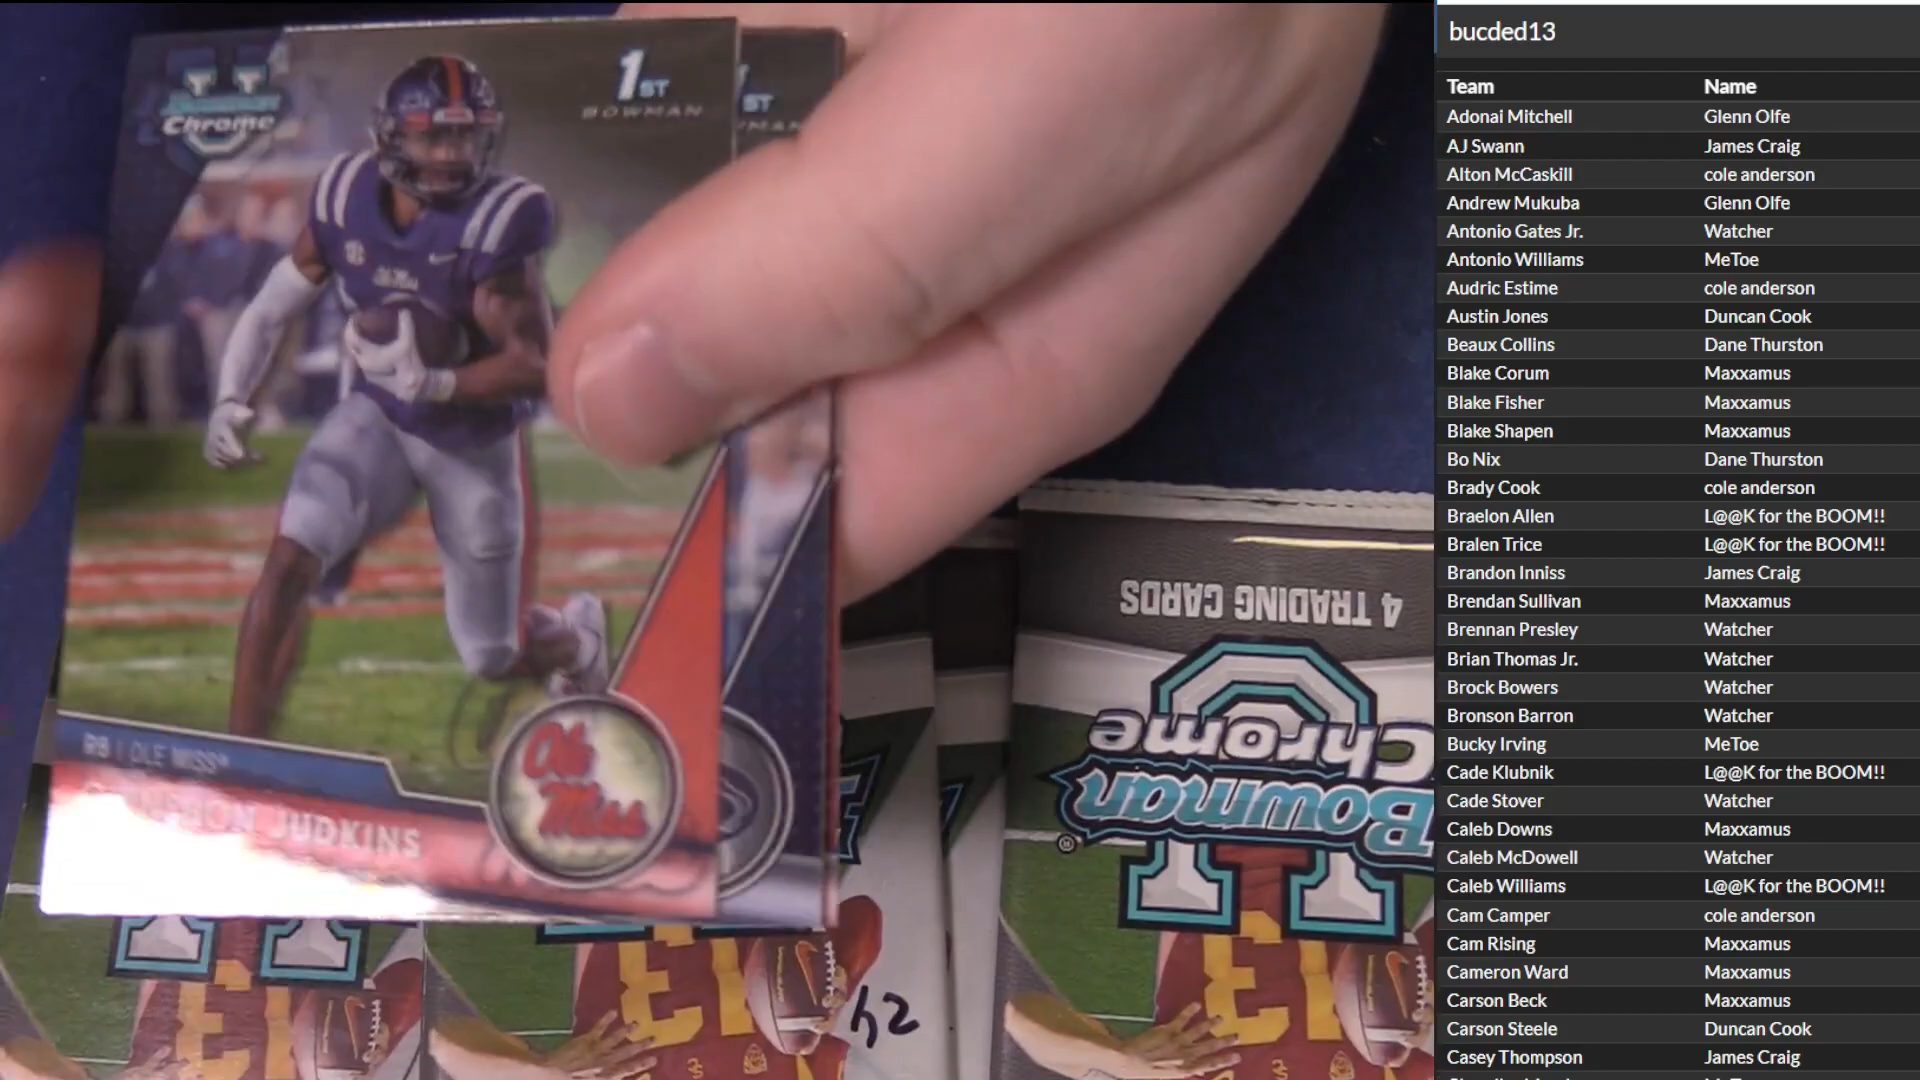 bucded13
Team Name
Adonai Mitchell Glenn Olfe
AJ Swann James Craig
Alton McCaskill cole anderson
Andrew Mukuba Glenn Olfe
Antonio Gates Jr. Watcher
Antonio Williams MeToe
Audric Estime cole anderson
Austin Jones Duncan Cook
Beaux Collins Dane Thurston
Blake Corum Maxxamus
Blake Fisher Maxxamus
Blake Shapen Maxxamus
Bo Nix Dane Thurston
Brady Cook cole anderson
Braelon Allen L@@K for the BOOM!!
Bralen Trice L@@K for the BOOM!!
Brandon Inniss James Craig
Brendan Sullivan Maxxamus
Brennan Presley Watcher
Brian Thomas Jr. Watcher
Brock Bowers Watcher
Bronson Barron Watcher
Bucky Irving MeToe
Cade Klubnik L@@K for the BOOM!!
Cade Stover Watcher
Caleb Downs Maxxamus
Caleb McDowell Watcher
Caleb Williams L@@K for the BOOM!!
Cam Camper cole anderson
Cam Rising Maxxamus
Cameron Ward Maxxamus
Carson Beck Maxxamus
Carson Steele Duncan Cook
Casey Thompson James Craig
Chrome
1ST
BOWMAN
ST
RB | OLE MISS
JUDKINS
Ole
Miss
4 TRADING CARDS
Bowman
Chrome
13
13
13